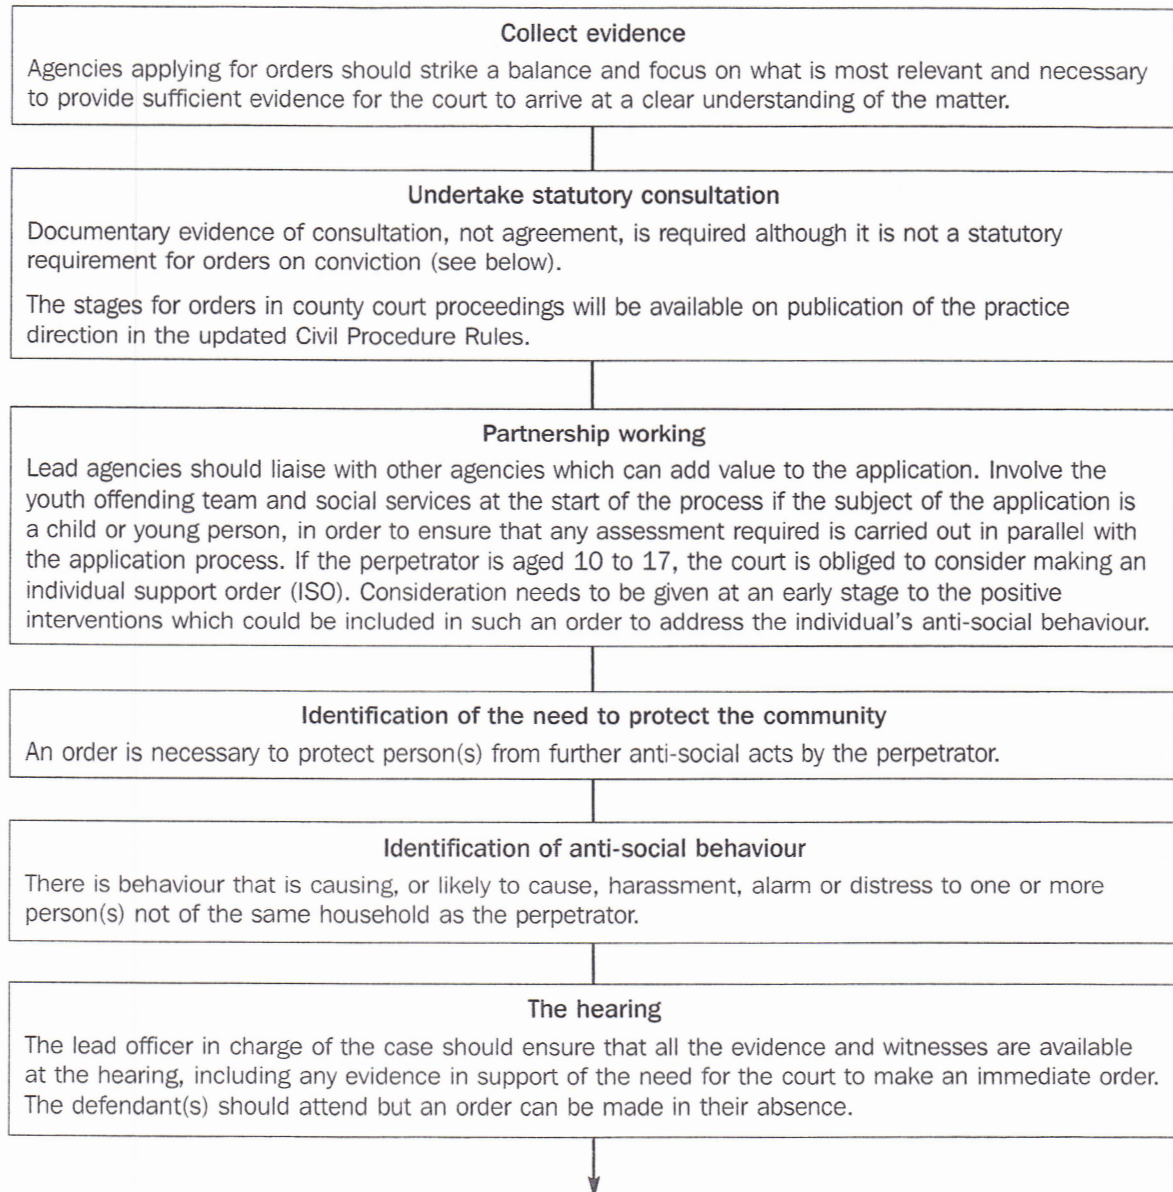 Collect evidence
Agencies applying for orders should strike a balance and focus on what is most relevant and necessary
to provide sufficient evidence for the court to arrive at a clear understanding of the matter.
Undertake statutory consultation
Documentary evidence of consultation, not agreement, is required although it is not a statutory
requirement for orders on conviction (see below).
The stages for orders in county court proceedings will be available on publication of the practice
direction in the updated Civil Procedure Rules.
Partnership working
Lead agencies should liaise with other agencies which can add value to the application. Involve the
youth offending team and social services at the start of the process if the subject of the application is
a child or young person, in order to ensure that any assessment required is carried out in parallel with
the application process. If the perpetrator is aged 10 to 17, the court is obliged to consider making an
individual support order (ISO). Consideration needs to be given at an early stage to the positive
interventions which could be included in such an order to address the individual's anti-social behaviour.
Identification of the need to protect the community
An order is necessary to protect person(s) from further anti-social acts by the perpetrator.
Identification of anti-social behaviour
There is behaviour that is causing, or likely to cause, harassment, alarm or distress to one or more
person(s) not of the same household as the perpetrator.
The hearing
The lead officer in charge of the case should ensure that all the evidence and witnesses are available
at the hearing, including any evidence in support of the need for the court to make an immediate order.
The defendant(s) should attend but an order can be made in their absence.